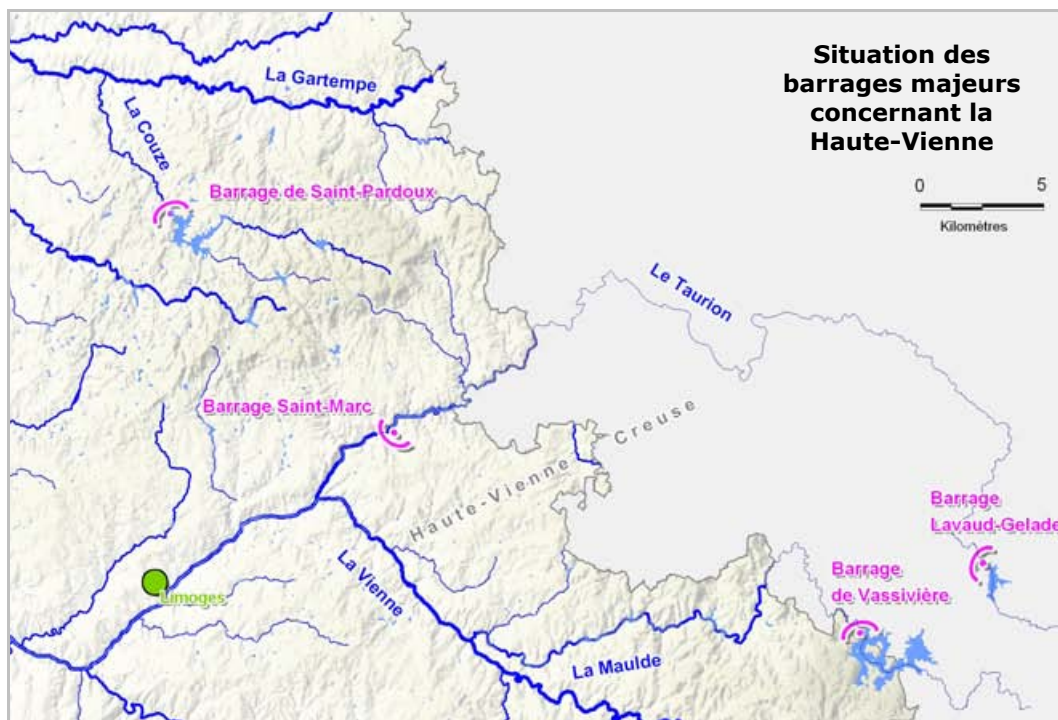 Situation des
barrages majeurs
concernant la
Haute-Vienne
0 5
Kilomètres
La Gartempe
La Couze
Barrage de Saint-Pardoux
Le Taurion
Barrage Saint-Marc
Haute-Vienne Creuse
Barrage
Lavaud-Gelade
Barrage
de Vassivière
Limoges
La Vienne
La Maulde